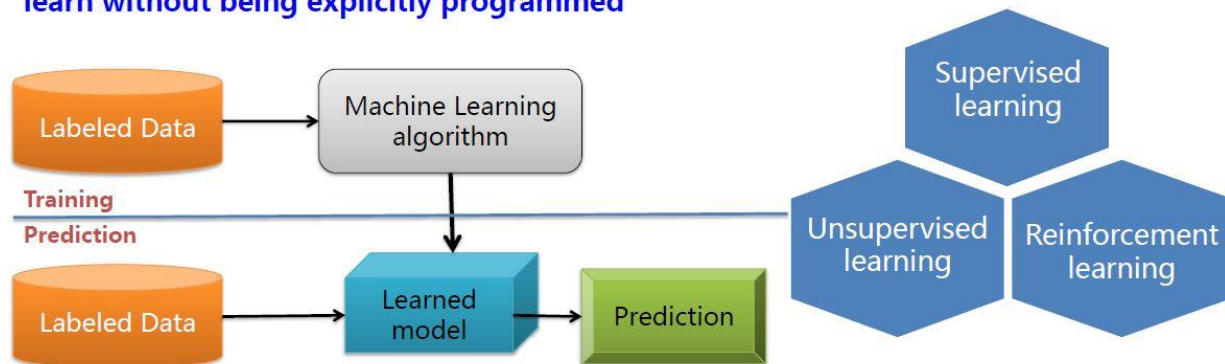 learn without being explicitly programmed
Labeled Data
Machine Learning
algorithm
Training
Prediction
Labeled Data
Learned
model
Prediction
Supervised
learning
Unsupervised
learning
Reinforcement
learning